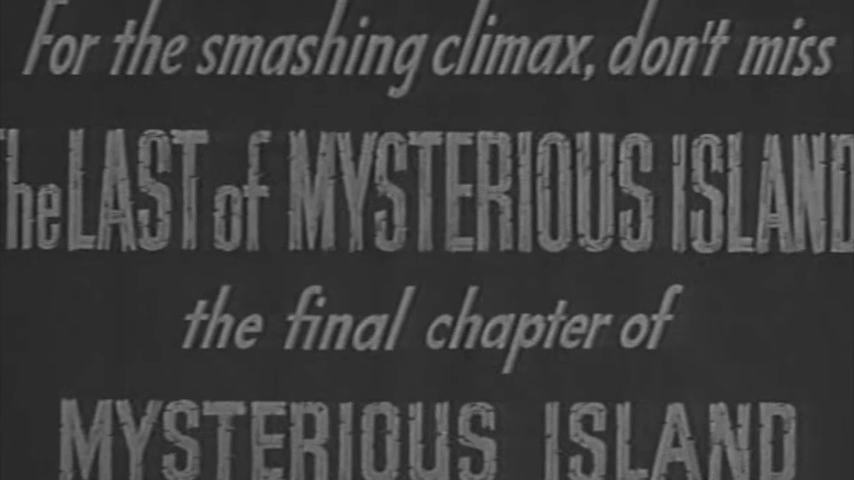 For the smashing climax, don't miss
The LAST of MYSTERIOUS ISLAND
the final chapter of
MYSTERIOUS ISLAND